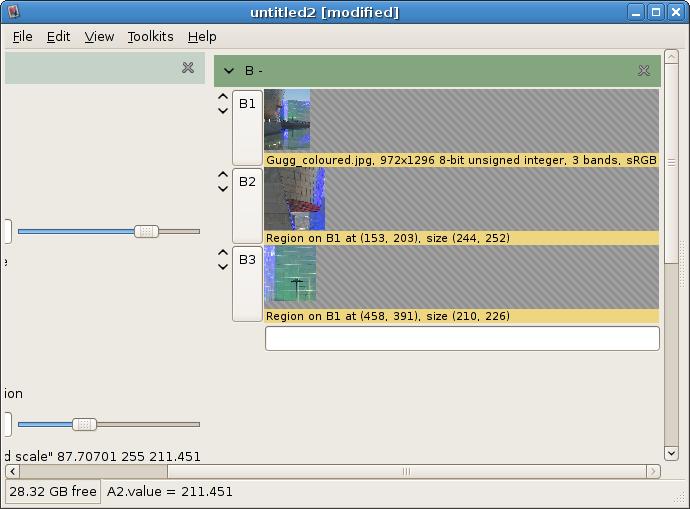 untitled2 [modified]
File Edit View Toolkits Help
B -
B1
Gugg_coloured.jpg, 972x1296 8-bit unsigned integer, 3 bands, sRGB
B2
Region on B1 at (153, 203), size (244, 252)
B3
Region on B1 at (458, 391), size (210, 226)
e
ion
d scale" 87.70701 255 211.451
28.32 GB free A2.value = 211.451